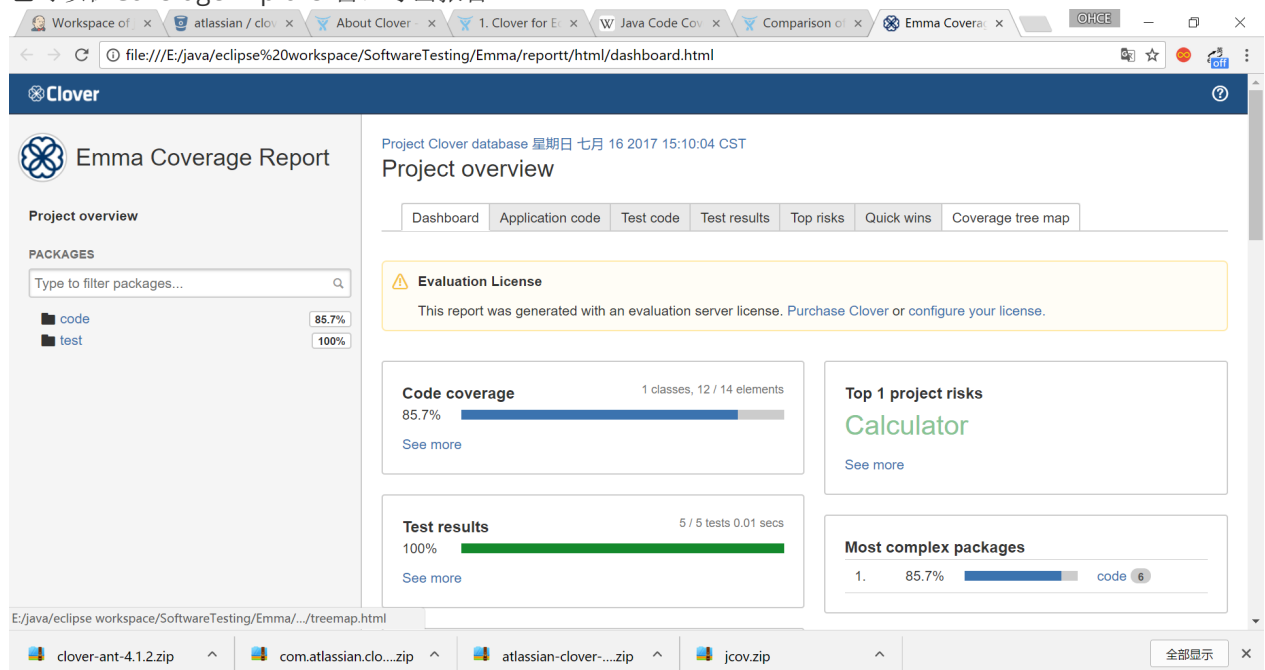 Workspace of
atlassian / clov
About Clover -
1. Clover for Ec
Java Code Cov
Comparison of
Emma Coverag
OHCE
file:///E:/java/eclipse%20workspace/SoftwareTesting/Emma/reportt/html/dashboard.html
off
Clover
Emma Coverage Report
Project overview
PACKAGES
Type to filter packages...
code 85.7%
test 100%
Project Clover database 星期日 七月 16 2017 15:10:04 CST
Project overview
Dashboard Application code Test code Test results Top risks Quick wins Coverage tree map
Evaluation License
This report was generated with an evaluation server license. Purchase Clover or configure your license.
Code coverage 1 classes, 12 / 14 elements
85.7%
See more
Top 1 project risks
Calculator
See more
Test results 5 / 5 tests 0.01 secs
100%
See more
Most complex packages
1. 85.7% code 6
E:/java/eclipse workspace/SoftwareTesting/Emma/.../treemap.html
clover-ant-4.1.2.zip
com.atlassian.clo....zip
atlassian-clover-....zip
jcov.zip
全部显示